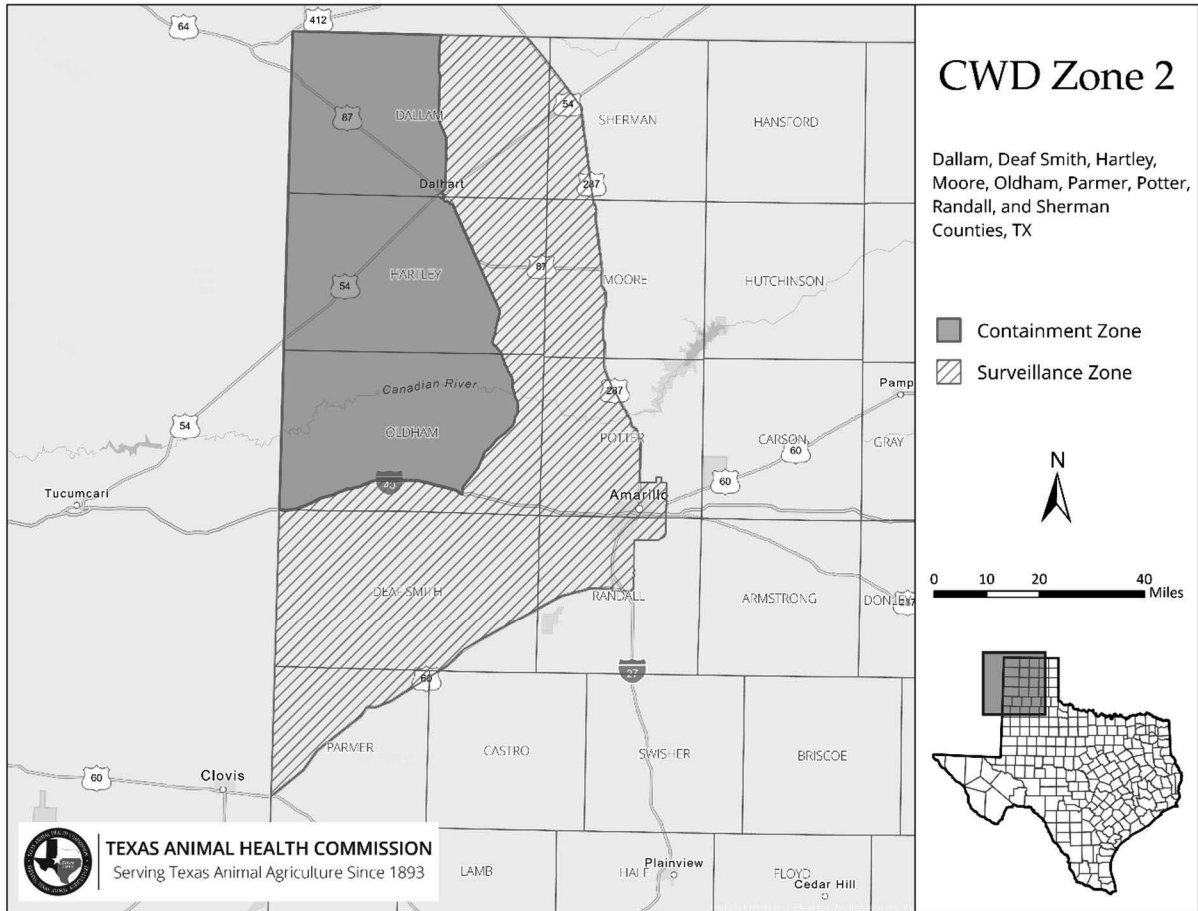 CWD Zone 2
Dallam, Deaf Smith, Hartley,
Moore, Oldham, Parmer, Potter,
Randall, and Sherman
Counties, TX
Containment Zone
Surveillance Zone
N
0 10 20 40
Miles
64
412
54
87
DALLAM
SHERMAN
HANSFORD
Dalhart
287
HARTLEY
87
MOORE
HUTCHINSON
54
Canadian River
287
Pamp
54
OLDHAM
POTTER
CARSON
GRAY
60
40
60
Tucumcari
Amarillo
DEAF SMITH
RANDALL
ARMSTRONG
DONLEY
287
60
27
PARMER
CASTRO
SWISHER
BRISCOE
60
Clovis
LAMB
HALE
Plainview
FLOYD
Cedar Hill
TEXAS ANIMAL HEALTH COMMISSION
Serving Texas Animal Agriculture Since 1893